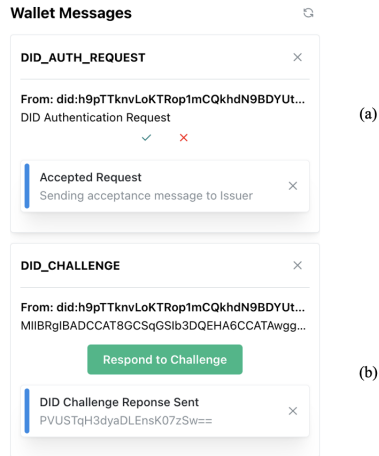 Wallet Messages
DID_AUTH_REQUEST
From: did:h9pTTknvLoKTRop1mCQkhdN9BDYUt...
DID Authentication Request
(a)
Accepted Request
Sending acceptance message to Issuer
DID_CHALLENGE
From: did:h9pTTknvLoKTRop1mCQkhdN9BDYUt...
MIIBRgIBADCCAT8GCSqGSIb3DQEHA6CCATAwgg...
Respond to Challenge
(b)
DID Challenge Reponse Sent
PVUSTqH3dyaDLEnsK07zSw==